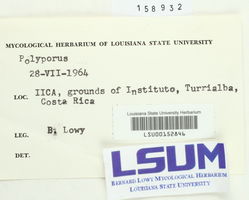 158932
MYCOLOGICAL HERBARIUM OF LOUISIANA STATE UNIVERSITY
Polyporus
28-VII-1964
LOC. IICA, grounds of Instituto, Turrialba,
Costa Rica
Louisiana State University Herbarium
LSU00152846
LEG. B. Lowy
DET.
LSUM
BERNARD LOWY MYCOLOGICAL HERBARIUM
LOUISIANA STATE UNIVERSITY